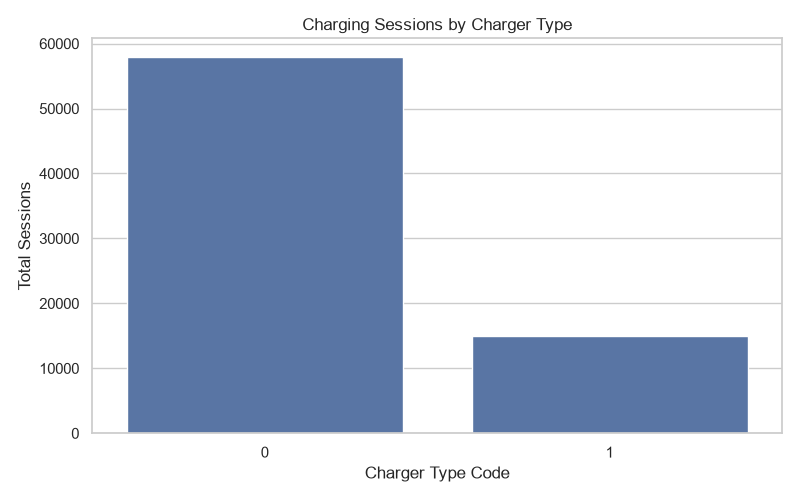 Charging Sessions by Charger Type
60000
50000
40000
30000
20000
10000
0
Total Sessions
0 1
Charger Type Code